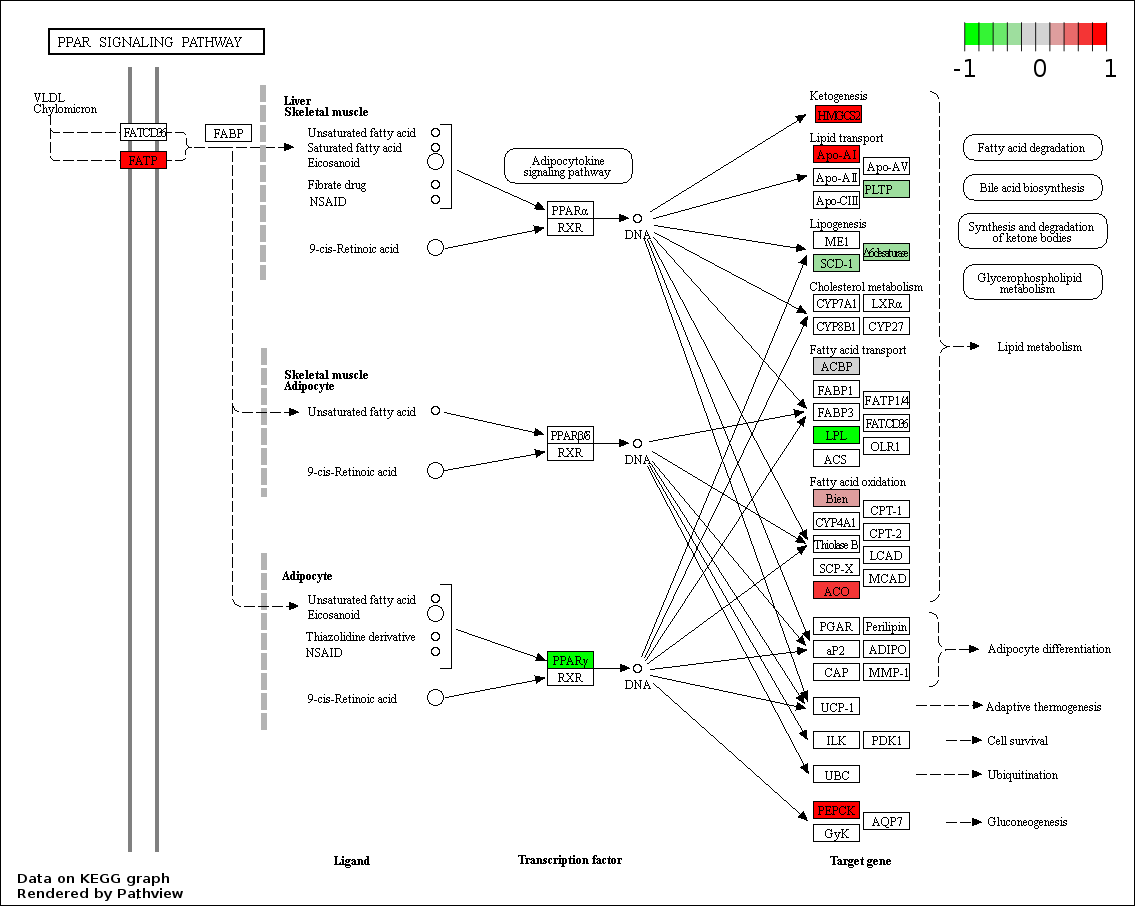 PPAR SIGNALING PATHWAY
-1 0 1
VLDL
Chylomicron
FATCD36
FATP
FABP
Liver
Skeletal muscle
Unsaturated fatty acid
Saturated fatty acid
Eicosanoid
Fibrate drug
NSAID
9-cis-Retinoic acid
Adipocytokine
signaling pathway
PPARα
RXR
DNA
Skeletal muscle
Adipocyte
Unsaturated fatty acid
9-cis-Retinoic acid
PPARβδ
RXR
DNA
Adipocyte
Unsaturated fatty acid
Eicosanoid
Thiazolidine derivative
NSAID
9-cis-Retinoic acid
PPARγ
RXR
DNA
Ketogenesis
HMGCS2
Lipid transport
Apo-AI
Apo-AII
Apo-CIII
Apo-AV
PLTP
Lipogenesis
ME1
SCD-1
Δ6desaturase
Cholesterol metabolism
CYP7A1
LXRα
CYP8B1
CYP27
Fatty acid transport
ACBP
FABP1
FABP3
LPL
ACS
FATP1/4
FATCD36
OLR1
Fatty acid oxidation
Bien
CYP4A1
Thiolase B
SCP-X
ACO
CPT-1
CPT-2
LCAD
MCAD
PGAR
Perilipin
aP2
ADIPO
CAP
MMP-1
UCP-1
ILK
PDK1
UBC
PEPCK
GyK
AQP7
Fatty acid degradation
Bile acid biosynthesis
Synthesis and degradation
of ketone bodies
Glycerophospholipid
metabolism
Lipid metabolism
Adipocyte differentiation
Adaptive thermogenesis
Cell survival
Ubiquitination
Gluconeogenesis
Ligand
Transcription factor
Target gene
Data on KEGG graph
Rendered by Pathview